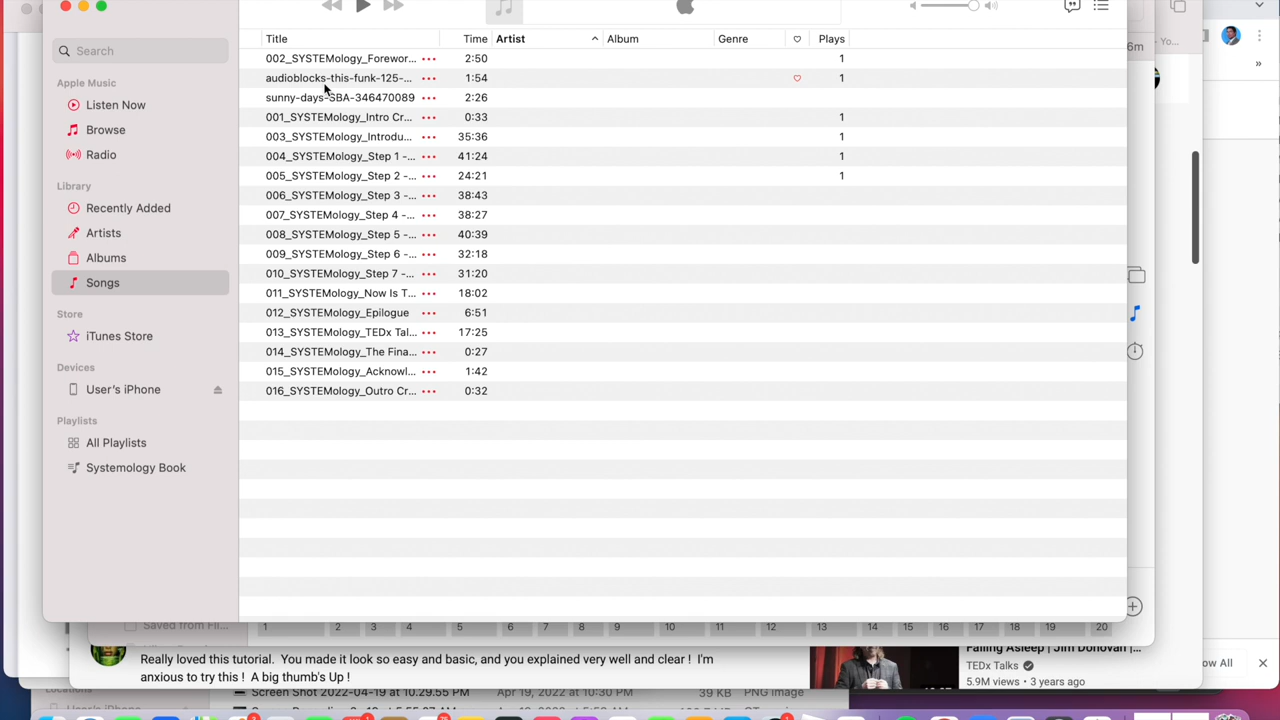 Search
Title Time Artist Album Genre Plays
Apple Music
Listen Now
Browse
Radio
Library
Recently Added
Artists
Albums
Songs
Store
iTunes Store
Devices
User's iPhone
Playlists
All Playlists
Systemology Book
002_SYSTEMology_Forewor... ••• 2:50 1
audioblocks-this-funk-125-... ••• 1:54 1
sunny-days-SBA-346470089 2:26
001_SYSTEMology_Intro Cr... ••• 0:33 1
003_SYSTEMology_Introdu... ••• 35:36 1
004_SYSTEMology_Step 1 -... ••• 41:24 1
005_SYSTEMology_Step 2 -... ••• 24:21 1
006_SYSTEMology_Step 3 -... ••• 38:43
007_SYSTEMology_Step 4 -... ••• 38:27
008_SYSTEMology_Step 5 -... ••• 40:39
009_SYSTEMology_Step 6 -... ••• 32:18
010_SYSTEMology_Step 7 -... ••• 31:20
011_SYSTEMology_Now Is T... ••• 18:02
012_SYSTEMology_Epilogue ••• 6:51
013_SYSTEMology_TEDx Tal... ••• 17:25
014_SYSTEMology_The Fina... ••• 0:27
015_SYSTEMology_Acknowl... ••• 1:42
016_SYSTEMology_Outro Cr... ••• 0:32
- Yo...
6m
»
Saved from Fli...
1 2 3 4 5 6 7 8 9 10 11 12 13 14 15 16 17 18 19 20
Really loved this tutorial. You made it look so easy and basic, and you explained very well and clear ! I'm
anxious to try this ! A big thumb's Up !
Falling Asleep | Jim Donovan |...
TEDx Talks
5.9M views • 3 years ago
ow All
Locations
Screen Shot 2022-04-19 at 10.29.55 PM Apr 19, 2022 at 10:30 PM 39 KB PNG image